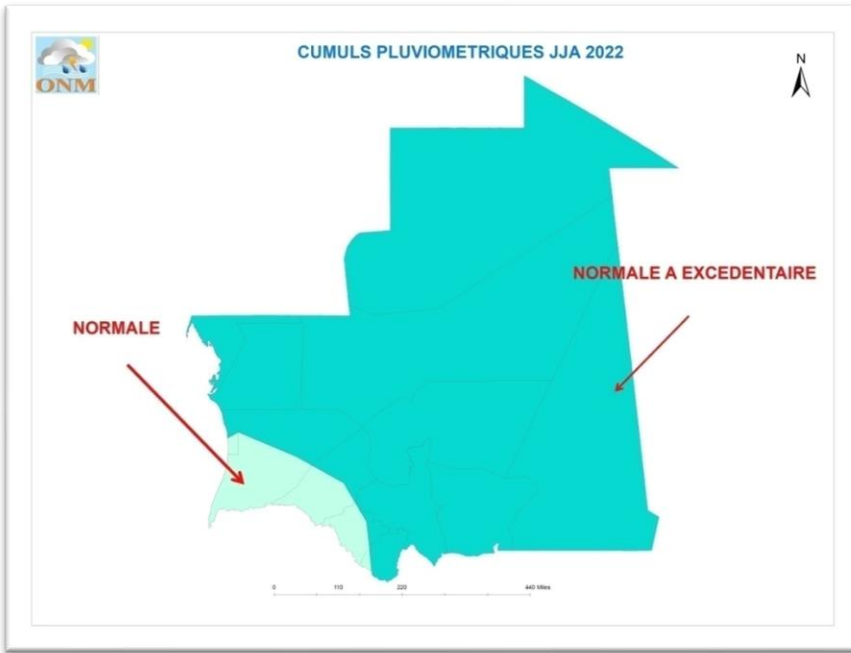 ONM
CUMULS PLUVIOMETRIQUES JJA 2022
N
NORMALE A EXCEDENTAIRE
NORMALE
0 110 220 440 Miles